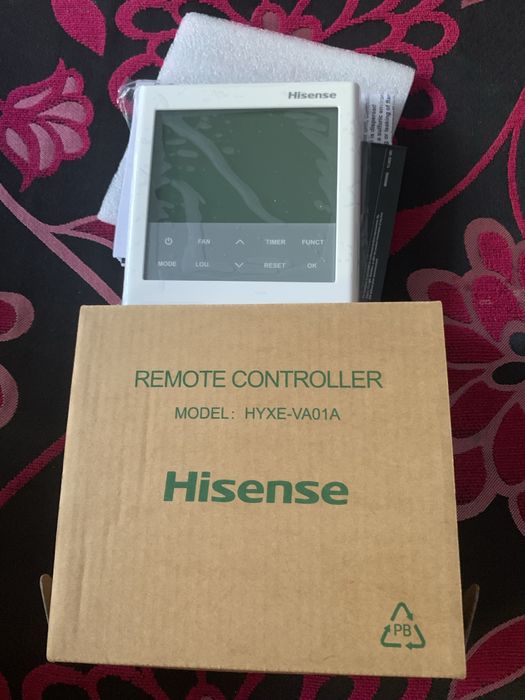 Hisense
FAN TIMER FUNCT
MODE LOU. RESET OK
REMOTE CONTROLLER
MODEL: HYXE-VA01A
Hisense
PB